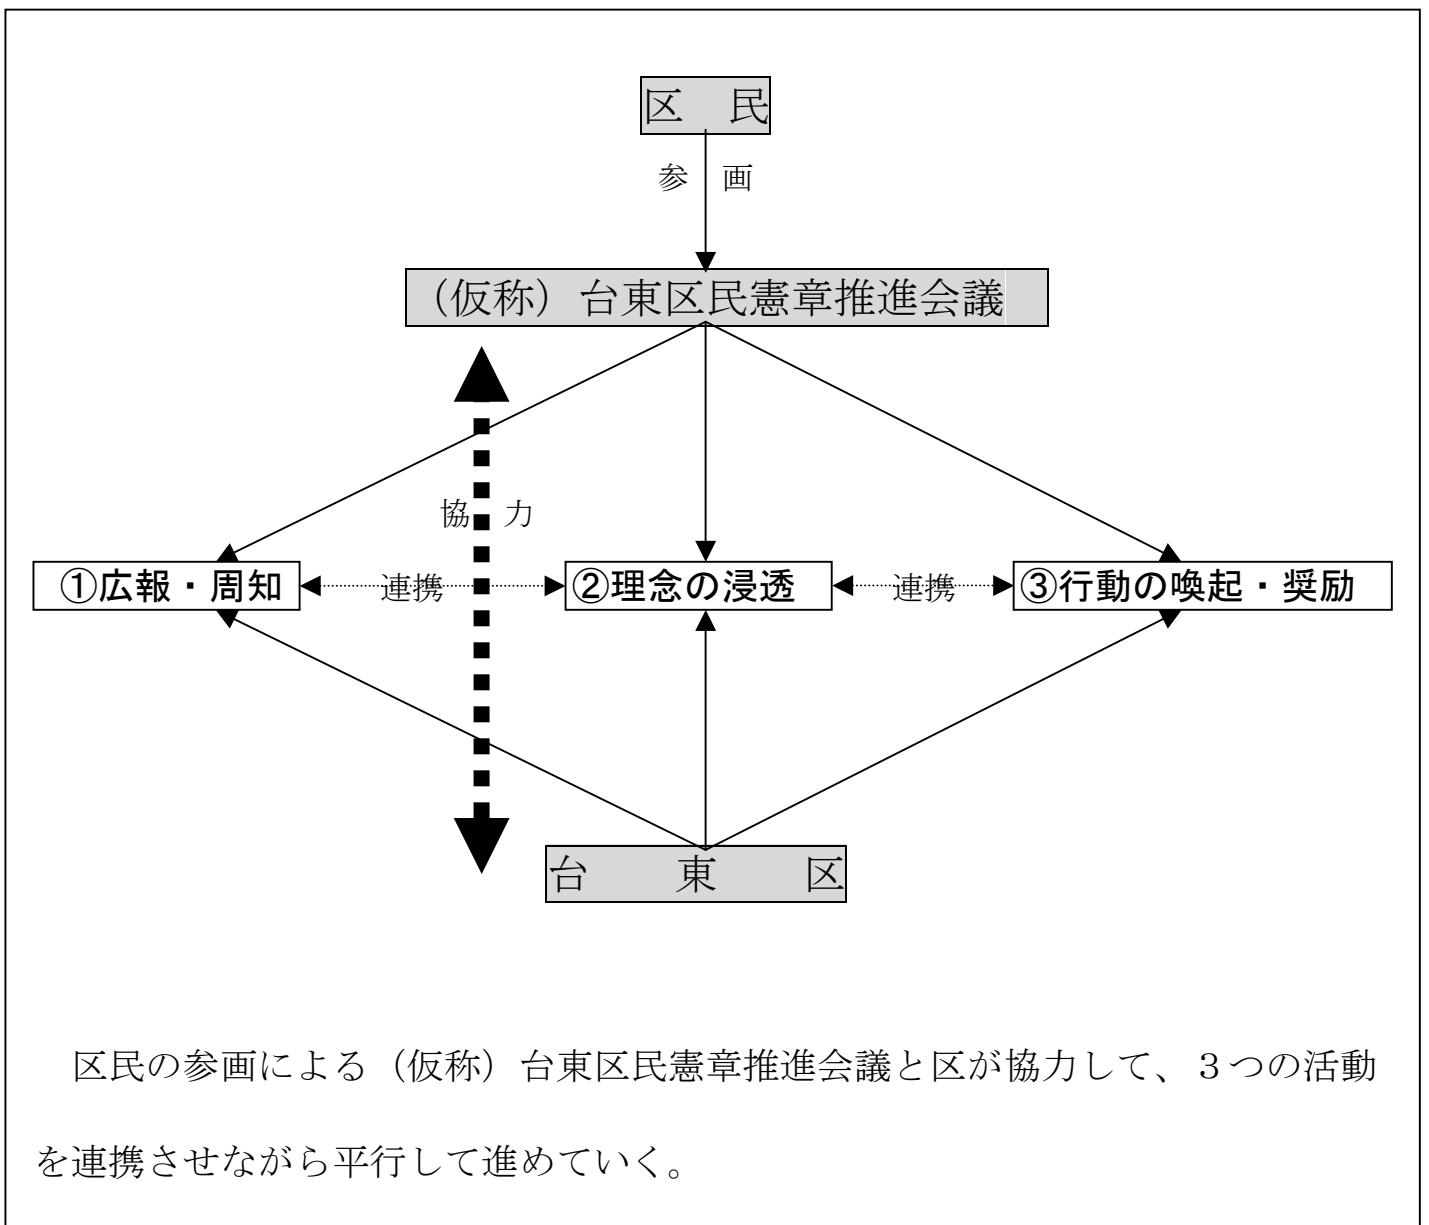 区　民
参　画
（仮称）台東区民憲章推進会議
協　力
①広報・周知　連携　②理念の浸透　連携　③行動の喚起・奨励
台　東　区
区民の参画による（仮称）台東区民憲章推進会議と区が協力して、３つの活動
を連携させながら平行して進めていく。